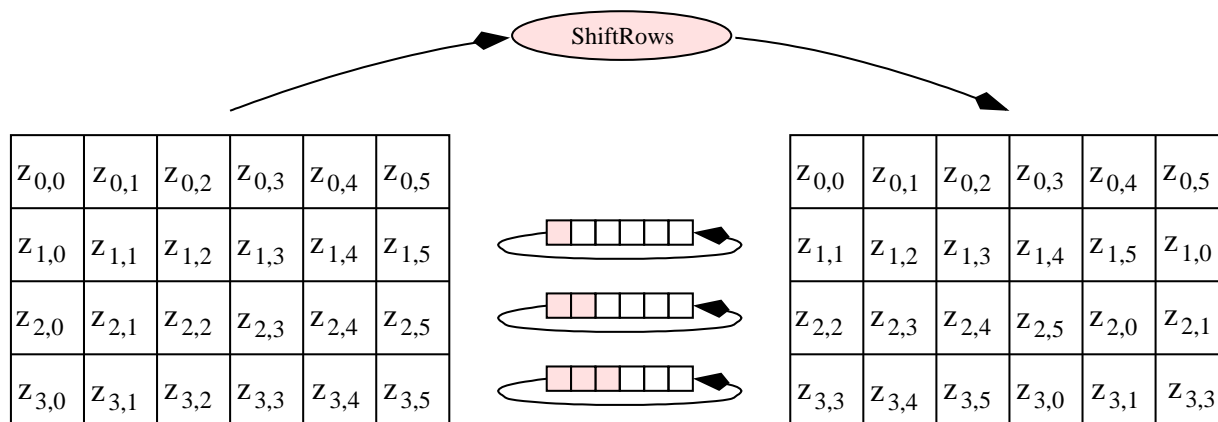 ShiftRows
z0,0 z0,1 z0,2 z0,3 z0,4 z0,5
z1,0 z1,1 z1,2 z1,3 z1,4 z1,5
z2,0 z2,1 z2,2 z2,3 z2,4 z2,5
z3,0 z3,1 z3,2 z3,3 z3,4 z3,5
z0,0 z0,1 z0,2 z0,3 z0,4 z0,5
z1,1 z1,2 z1,3 z1,4 z1,5 z1,0
z2,2 z2,3 z2,4 z2,5 z2,0 z2,1
z3,3 z3,4 z3,5 z3,0 z3,1 z3,3